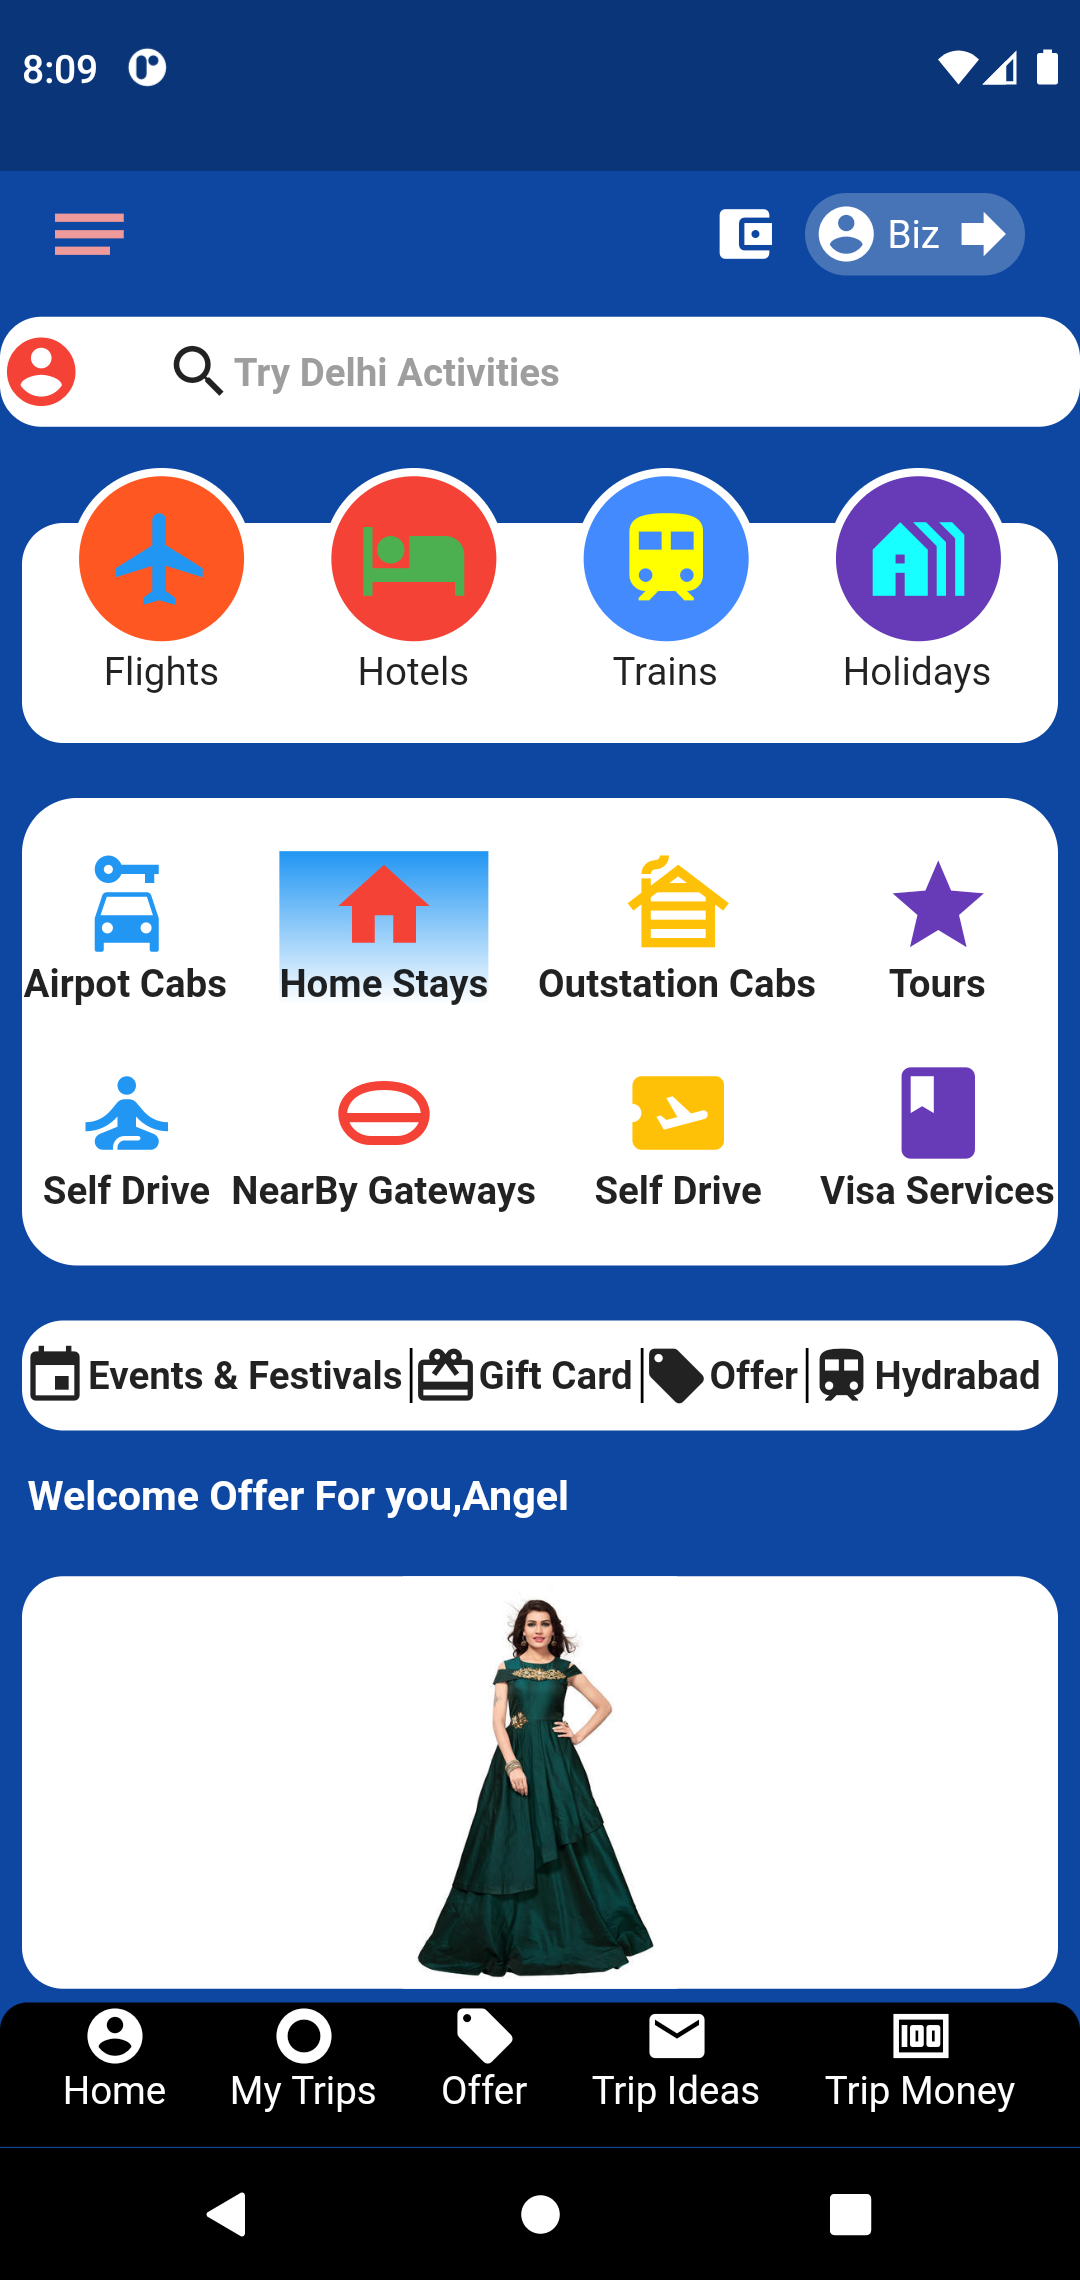 8:09
Biz
Try Delhi Activities
Flights Hotels Trains Holidays
Airpot Cabs Home Stays Outstation Cabs Tours
Self Drive NearBy Gateways Self Drive Visa Services
Events & Festivals Gift Card Offer Hydrabad
Welcome Offer For you,Angel
100
Home My Trips Offer Trip Ideas Trip Money